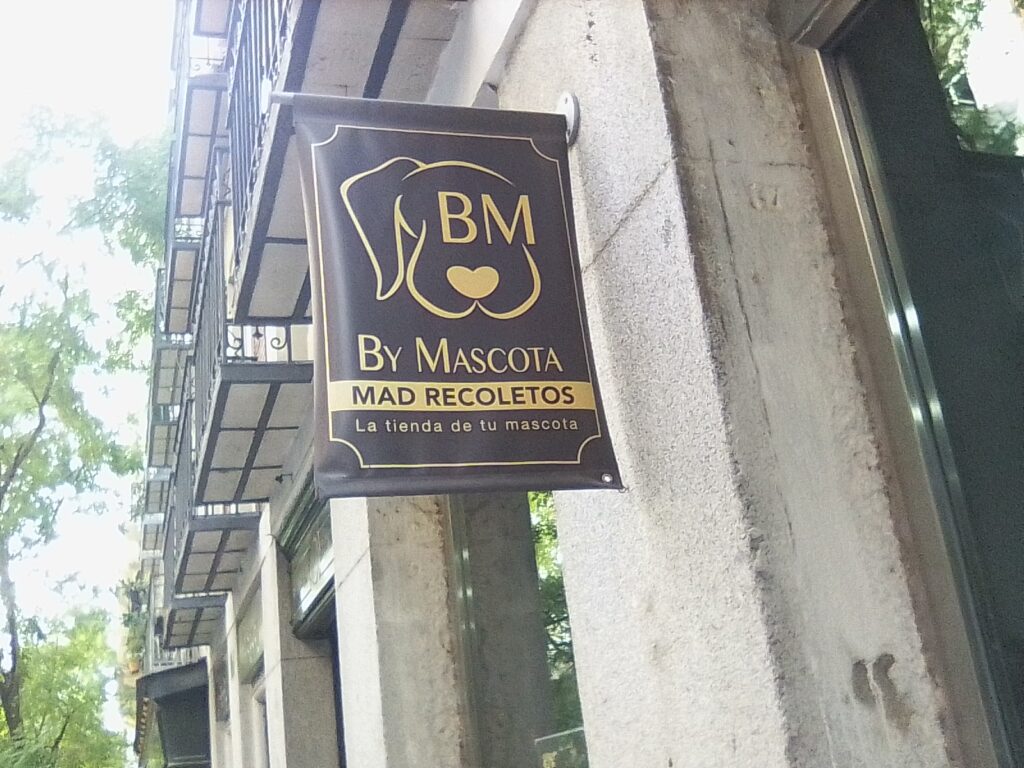 BM
By Mascota
MAD RECOLETOS
La tienda de tu mascota